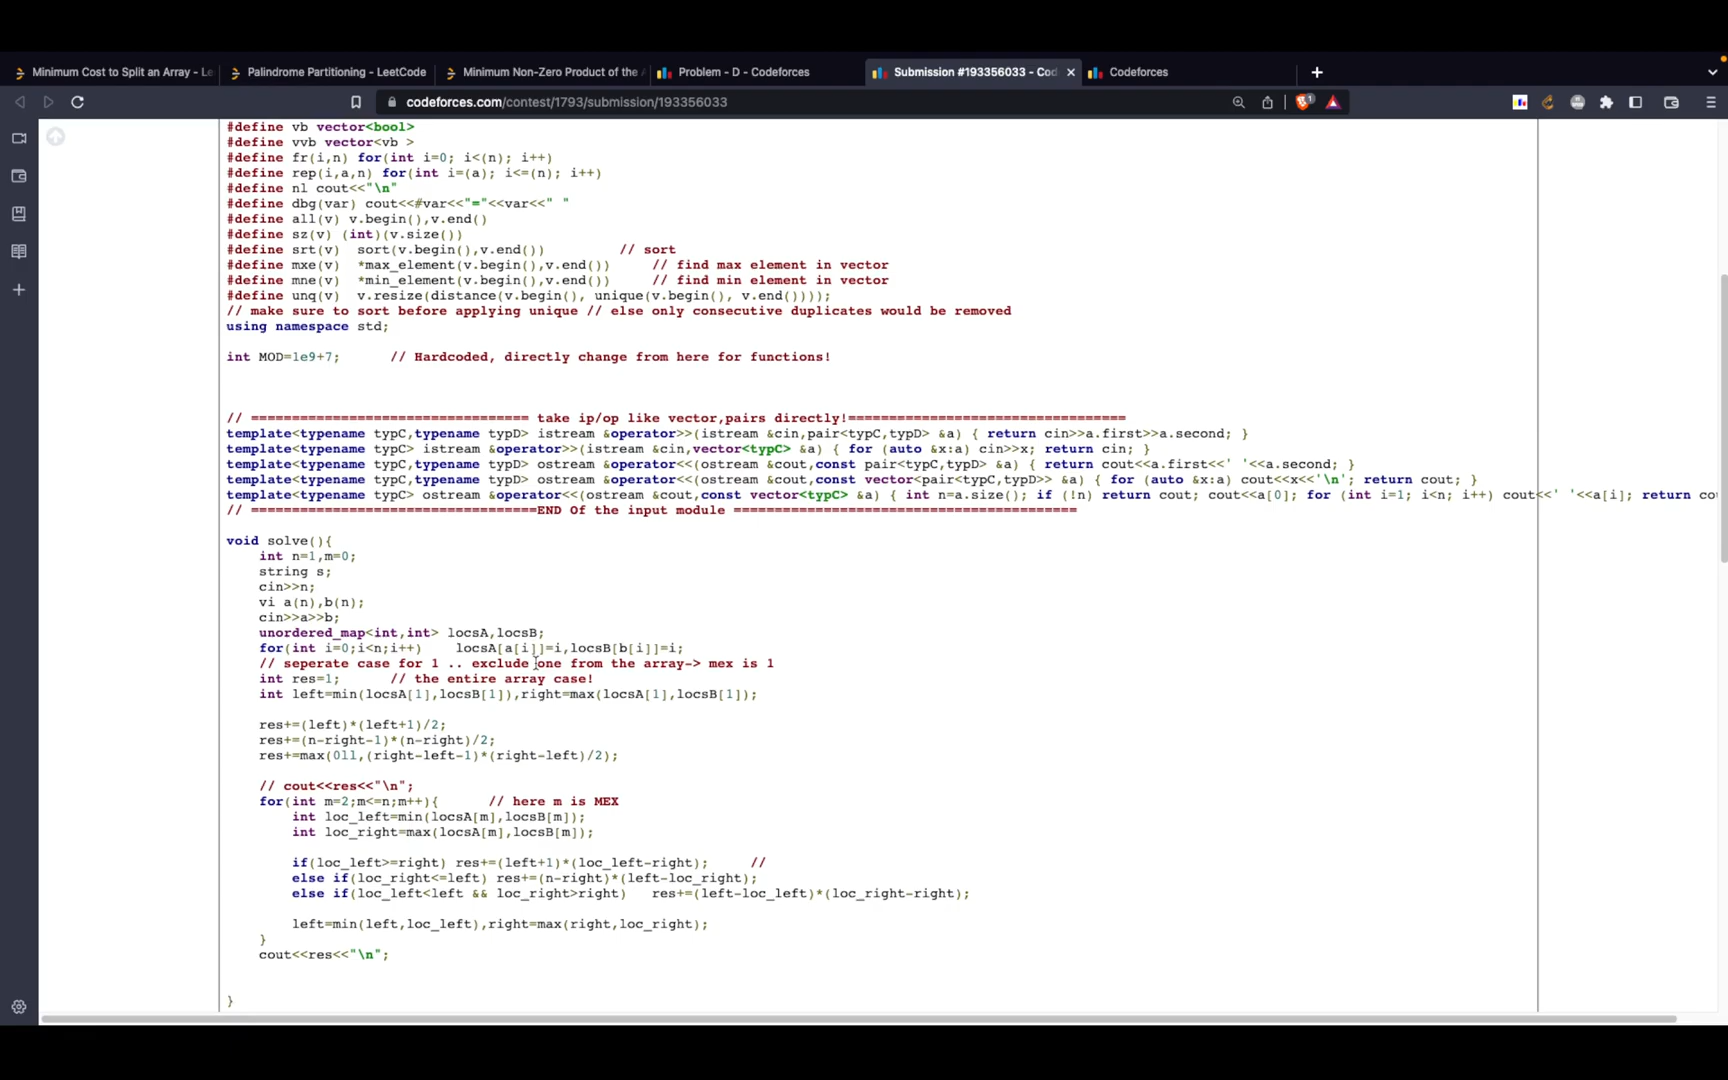 Minimum Cost to Split an Array - Le
Palindrome Partitioning - LeetCode
Minimum Non-Zero Product of the
Problem - D - Codeforces
Submission #193356033 - Cod
Codeforces
codeforces.com/contest/1793/submission/193356033
1
#define vb vector<bool>
#define vvb vector<vb >
#define fr(i,n) for(int i=0; i<(n); i++)
#define rep(i,a,n) for(int i=(a); i<=(n); i++)
#define nl cout<<"\n"
#define dbg(var) cout<<#var<<"="<<var<<" "
#define all(v) v.begin(),v.end()
#define sz(v) (int)(v.size())
#define srt(v)  sort(v.begin(),v.end())         // sort
#define mxe(v)  *max_element(v.begin(),v.end())     // find max element in vector
#define mne(v)  *min_element(v.begin(),v.end())     // find min element in vector
#define unq(v)  v.resize(distance(v.begin(), unique(v.begin(), v.end())));
// make sure to sort before applying unique // else only consecutive duplicates would be removed
using namespace std;
int MOD=1e9+7;      // Hardcoded, directly change from here for functions!
// ================================== take ip/op like vector,pairs directly!==================================
template<typename typC,typename typD> istream &operator>>(istream &cin,pair<typC,typD> &a) { return cin>>a.first>>a.second; }
template<typename typC> istream &operator>>(istream &cin,vector<typC> &a) { for (auto &x:a) cin>>x; return cin; }
template<typename typC,typename typD> ostream &operator<<(ostream &cout,const pair<typC,typD> &a) { return cout<<a.first<<' '<<a.second; }
template<typename typC,typename typD> ostream &operator<<(ostream &cout,const vector<pair<typC,typD>> &a) { for (auto &x:a) cout<<x<<'\n'; return cout; }
template<typename typC> ostream &operator<<(ostream &cout,const vector<typC> &a) { int n=a.size(); if (!n) return cout; cout<<a[0]; for (int i=1; i<n; i++) cout<<' '<<a[i]; return co
// ===================================END Of the input module ==========================================
void solve(){
    int n=1,m=0;
    string s;
    cin>>n;
    vi a(n),b(n);
    cin>>a>>b;
    unordered_map<int,int> locsA,locsB;
    for(int i=0;i<n;i++)    locsA[a[i]]=i,locsB[b[i]]=i;
    // seperate case for 1 .. exclude one from the array-> mex is 1
    int res=1;      // the entire array case!
    int left=min(locsA[1],locsB[1]),right=max(locsA[1],locsB[1]);
    res+=(left)*(left+1)/2;
    res+=(n-right-1)*(n-right)/2;
    res+=max(0ll,(right-left-1)*(right-left)/2);
    // cout<<res<<"\n";
    for(int m=2;m<=n;m++){      // here m is MEX
        int loc_left=min(locsA[m],locsB[m]);
        int loc_right=max(locsA[m],locsB[m]);
        if(loc_left>=right) res+=(left+1)*(loc_left-right);     //
        else if(loc_right<=left) res+=(n-right)*(left-loc_right);
        else if(loc_left<left && loc_right>right)   res+=(left-loc_left)*(loc_right-right);
        left=min(left,loc_left),right=max(right,loc_right);
    }
    cout<<res<<"\n";
}